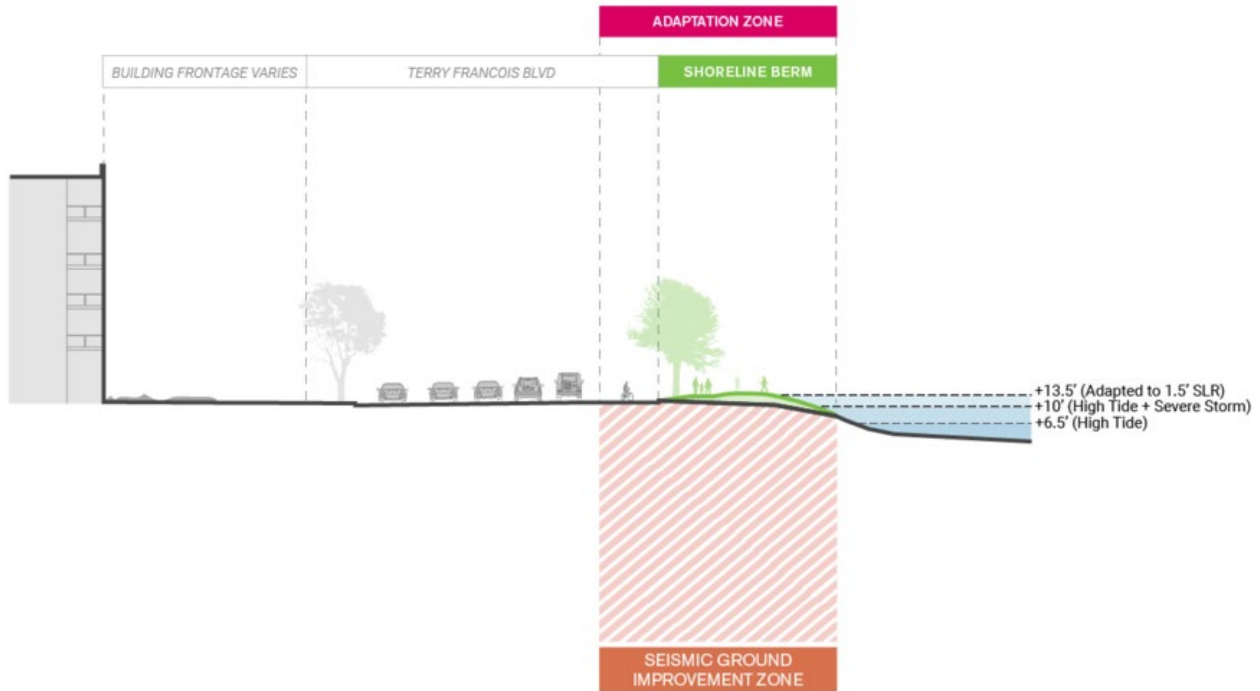 ADAPTATION ZONE
BUILDING FRONTAGE VARIES
TERRY FRANCOIS BLVD
SHORELINE BERM
+13.5' (Adapted to 1.5' SLR)
+10' (High Tide + Severe Storm)
+6.5' (High Tide)
SEISMIC GROUND
IMPROVEMENT ZONE